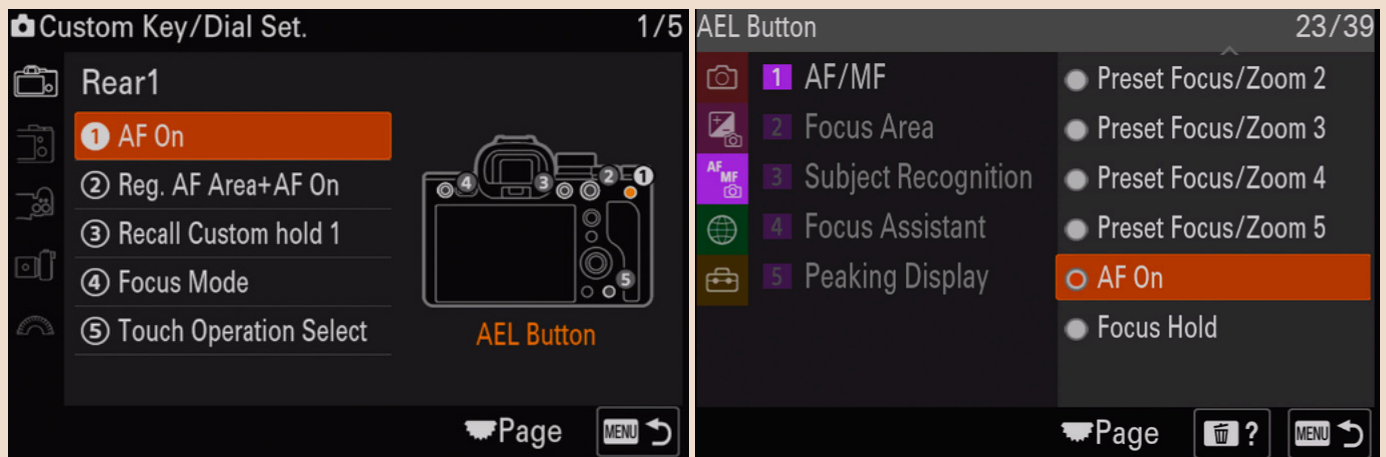 Custom Key/Dial Set.
1/5
Rear1
① AF On
② Reg. AF Area+AF On
③ Recall Custom hold 1
④ Focus Mode
⑤ Touch Operation Select
④ ③ ② ①
⑤
AEL Button
Page
MENU
AEL Button
23/39
1 AF/MF
2 Focus Area
AF MF
3 Subject Recognition
4 Focus Assistant
5 Peaking Display
Preset Focus/Zoom 2
Preset Focus/Zoom 3
Preset Focus/Zoom 4
Preset Focus/Zoom 5
AF On
Focus Hold
Page
?
MENU